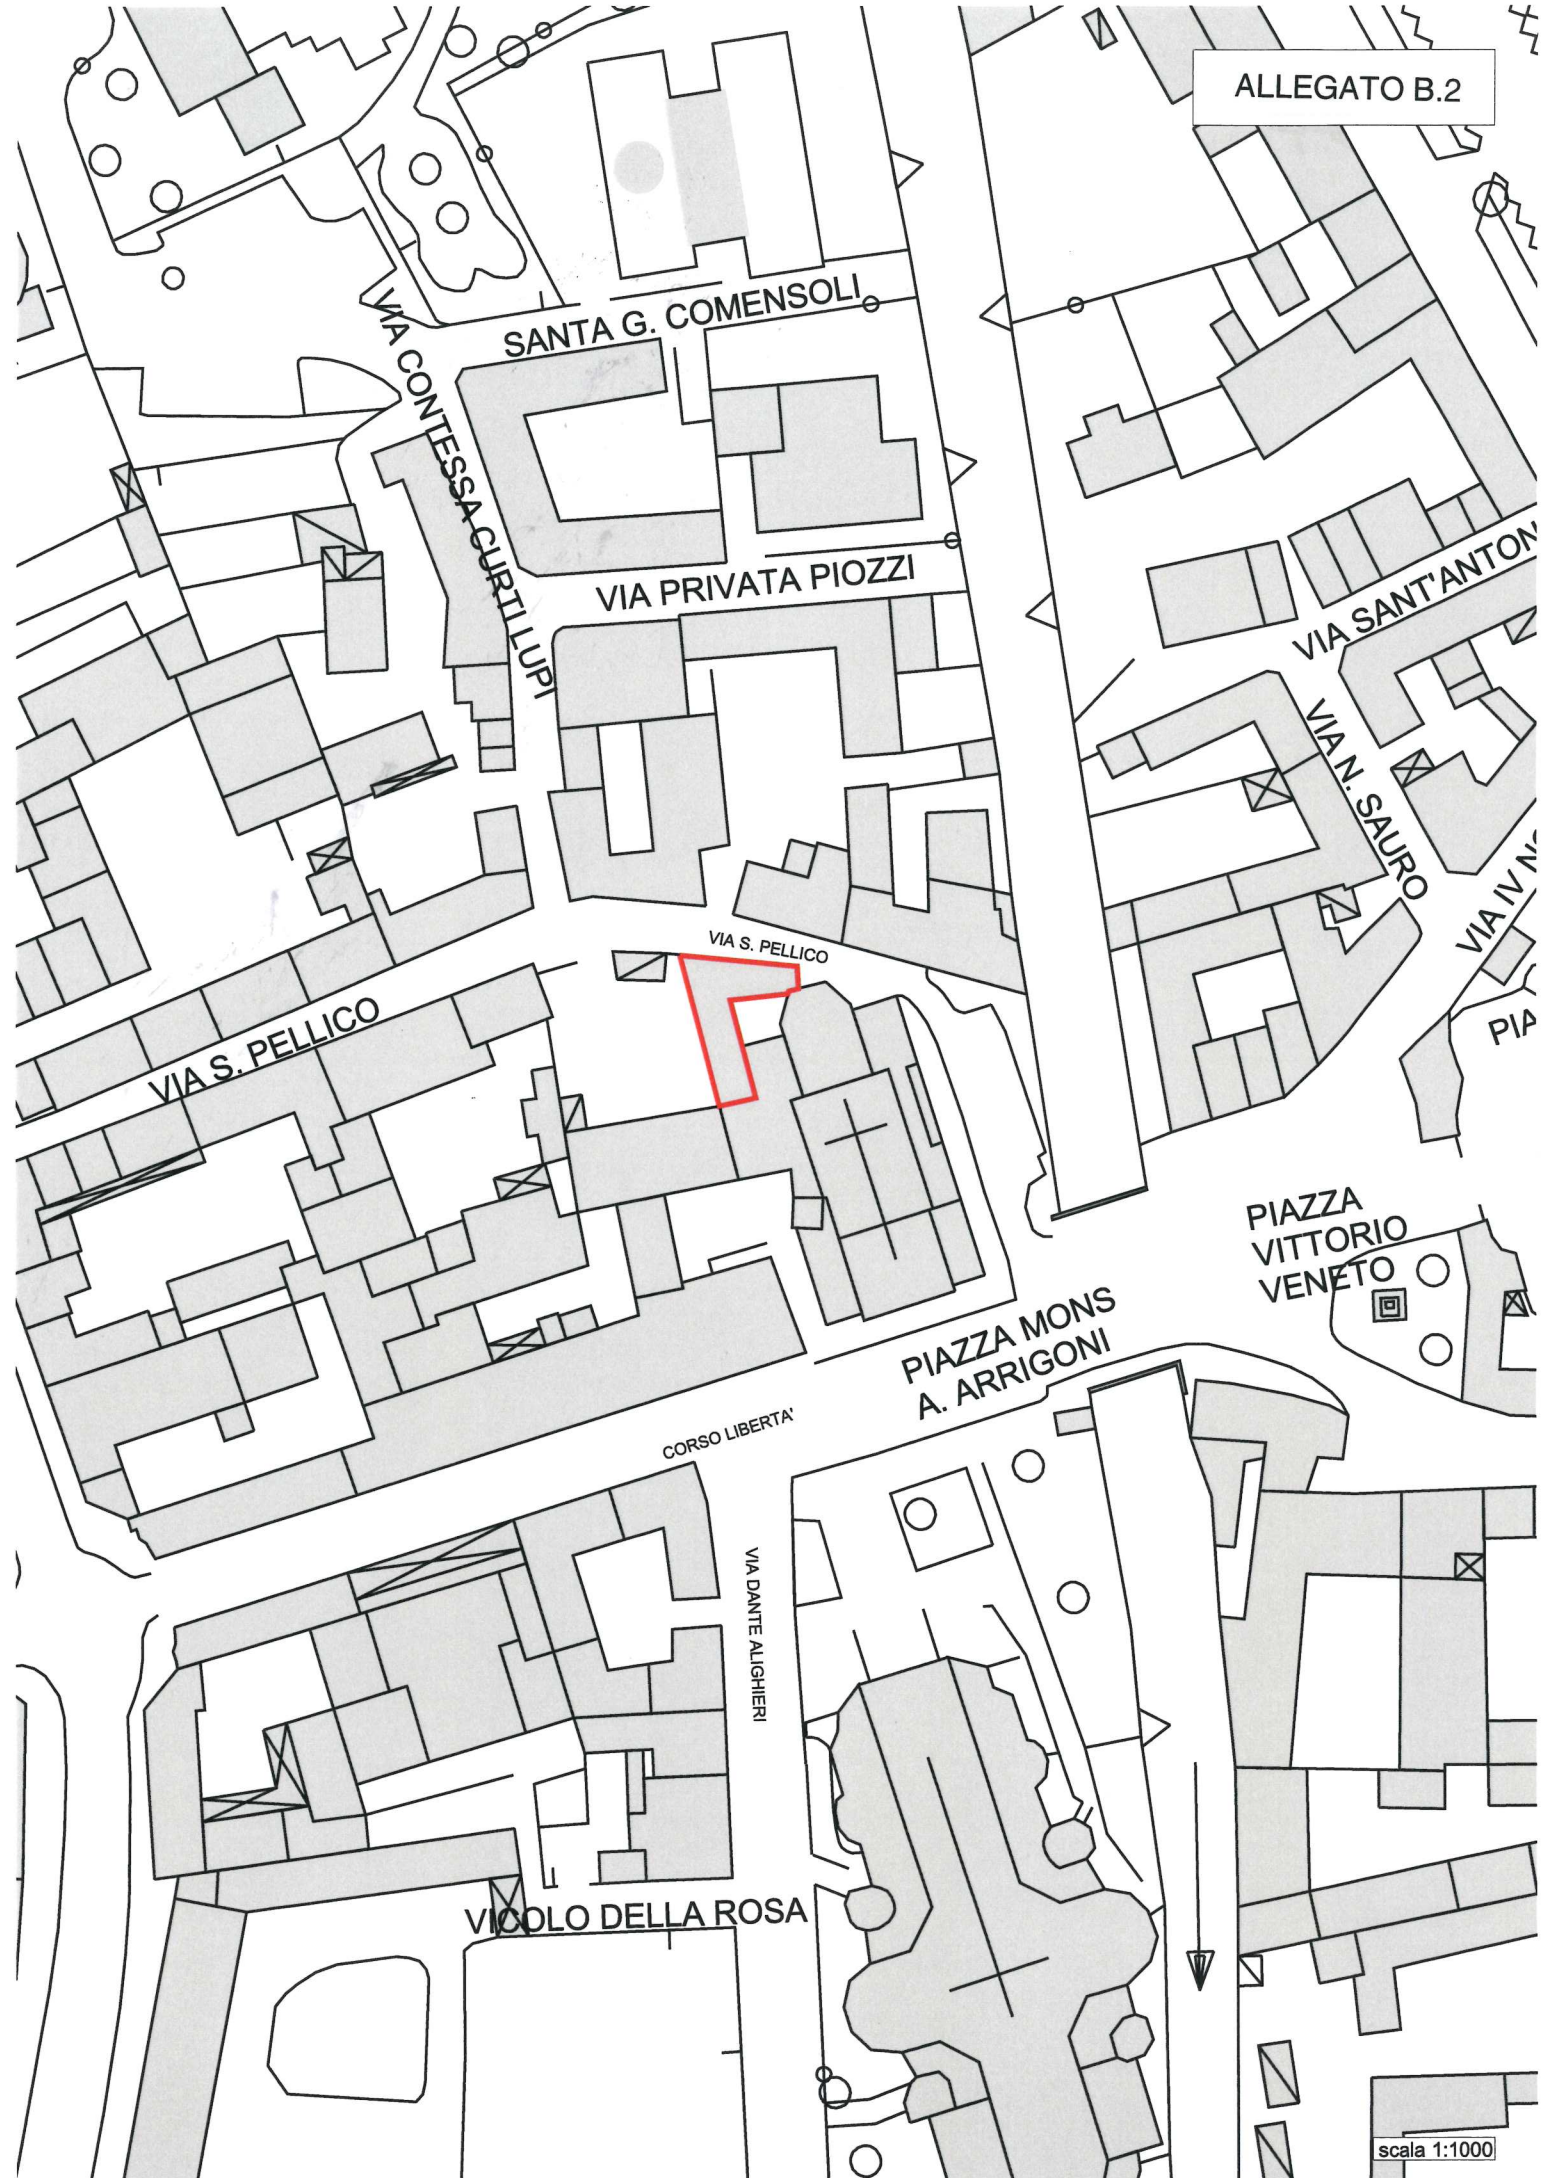 ALLEGATO B.2
SANTA G. COMENSOLI
VIA CONTESSA CURTI LUPI
VIA PRIVATA PIOZZI
VIA SANT'ANTON
VIA N. SAURO
VIA IV N
VIA S. PELLICO
VIA S. PELLICO
PIA
PIAZZA
VITTORIO
VENETO
PIAZZA MONS
A. ARRIGONI
CORSO LIBERTA'
VIA DANTE ALIGHIERI
VICOLO DELLA ROSA
scala 1:1000